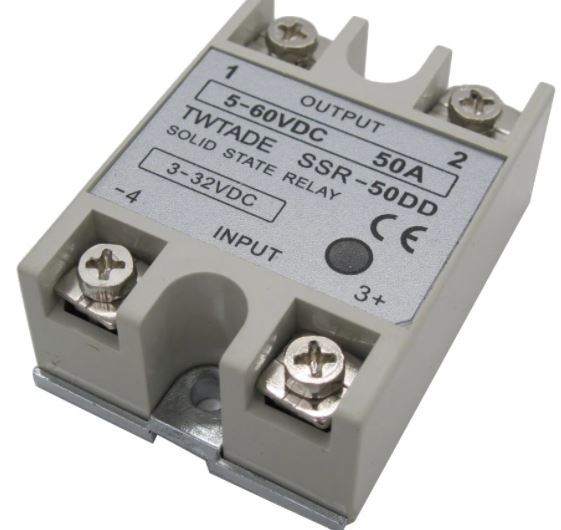 1 OUTPUT 2
5-60VDC 50A
TWTADE SSR-50DD
SOLID STATE RELAY
3-32VDC
CE
-4 INPUT 3+